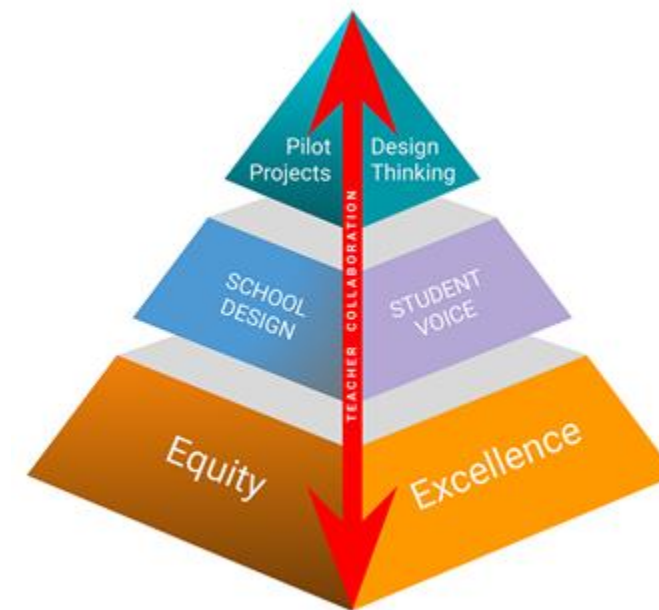 Pilot
Projects
Design
Thinking
TEACHER COLLABORATION
SCHOOL
DESIGN
STUDENT
VOICE
Equity
Excellence